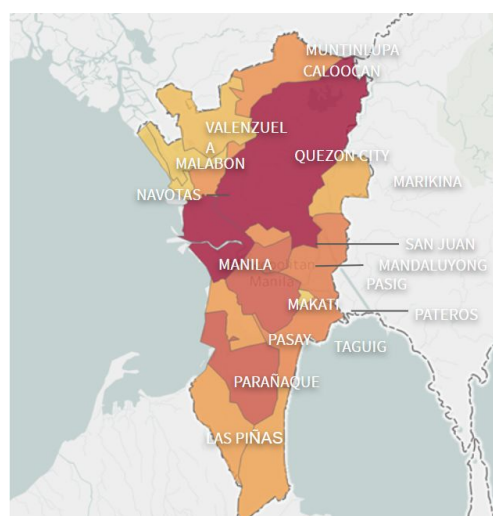 MUNTINLUPA
CALOOCAN
VALENZUEL
A
QUEZON CITY
MALABON
MARIKINA
NAVOTAS
SAN JUAN
MANILA
MANDALUYONG
Manila
PASIG
MAKATI
PATEROS
PASAY
TAGUIG
PARAÑAQUE
LAS PIÑAS